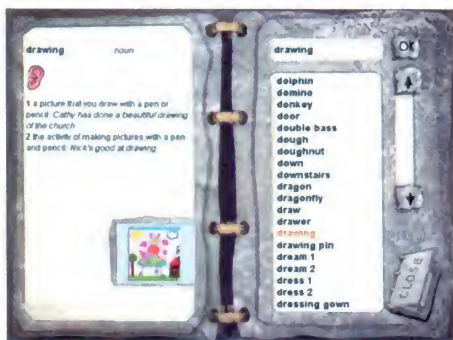 drawing noun
1 a picture that you draw with a pen or
pencil: Cathy has done a beautiful drawing
of the church
2 the activity of making pictures with a pen
and pencil: Nick's good at drawing.
drawing
OK
dolphin
domino
donkey
door
double bass
dough
doughnut
down
downstairs
dragon
dragonfly
draw
drawer
drawing
drawing pin
dream 1
dream 2
dress 1
dress 2
dressing gown
CLOSE